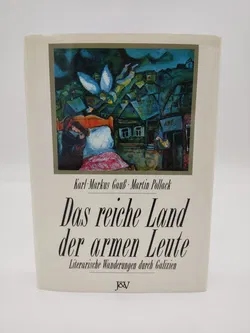 Karl-Markus Gauß · Martin Pollack
Das reiche Land
der armen Leute
Literarische Wanderungen durch Galizien
J&V